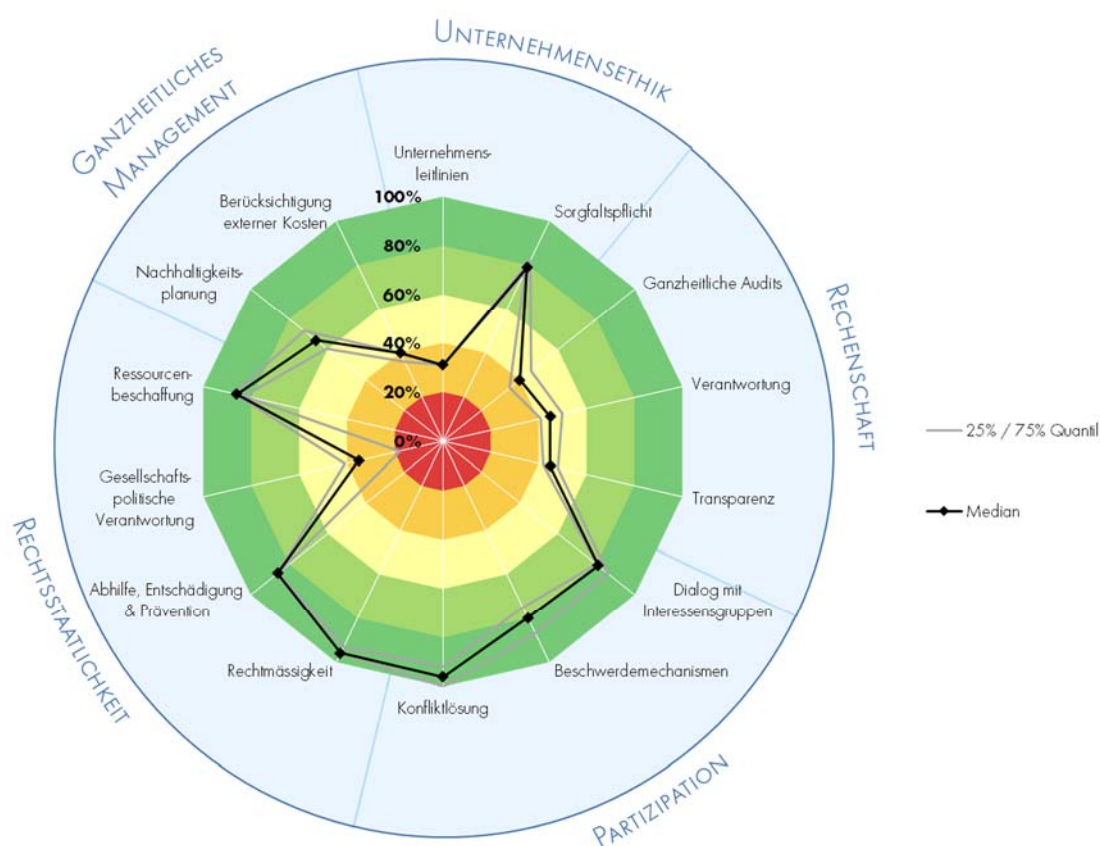 UNTERNEHMENSETHIK
GANZHEITLICHES
MANAGEMENT
Unternehmens-
leitlinien
100%
80%
60%
40%
20%
0%
Berücksichtigung
externer Kosten
Sorgfaltspflicht
Nachhaltigkeits-
planung
Ganzheitliche Audits
RECHENSCHAFT
Ressourcen-
beschaffung
Verantwortung
25% / 75% Quantil
Median
Gesellschafts-
politische
Verantwortung
Transparenz
RECHTSSTAATLICHKEIT
Abhilfe, Entschädigung
& Prävention
Dialog mit
Interessensgruppen
Rechtmässigkeit
Beschwerdemechanismen
Konfliktlösung
PARTIZIPATION